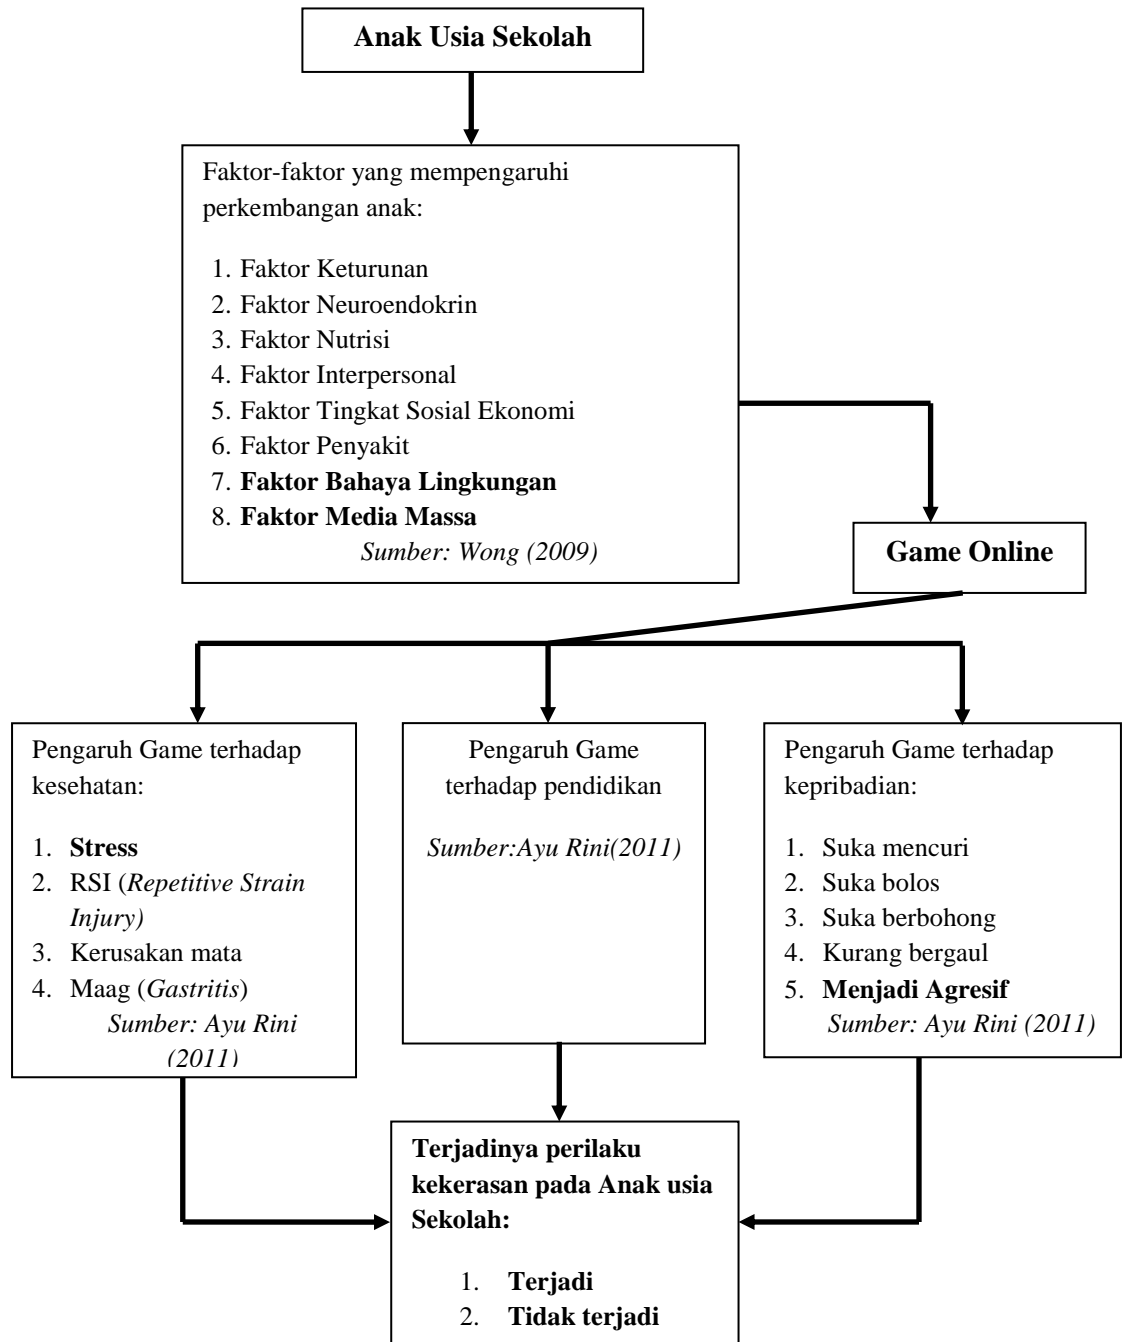 Anak Usia Sekolah
Faktor-faktor yang mempengaruhi
perkembangan anak:
1. Faktor Keturunan
2. Faktor Neuroendokrin
3. Faktor Nutrisi
4. Faktor Interpersonal
5. Faktor Tingkat Sosial Ekonomi
6. Faktor Penyakit
7. Faktor Bahaya Lingkungan
8. Faktor Media Massa
Sumber: Wong (2009)
Game Online
Pengaruh Game terhadap
kesehatan:
1. Stress
2. RSI (Repetitive Strain
Injury)
3. Kerusakan mata
4. Maag (Gastritis)
Sumber: Ayu Rini
(2011)
Pengaruh Game
terhadap pendidikan
Sumber:Ayu Rini(2011)
Pengaruh Game terhadap
kepribadian:
1. Suka mencuri
2. Suka bolos
3. Suka berbohong
4. Kurang bergaul
5. Menjadi Agresif
Sumber: Ayu Rini (2011)
Terjadinya perilaku
kekerasan pada Anak usia
Sekolah:
1. Terjadi
2. Tidak terjadi